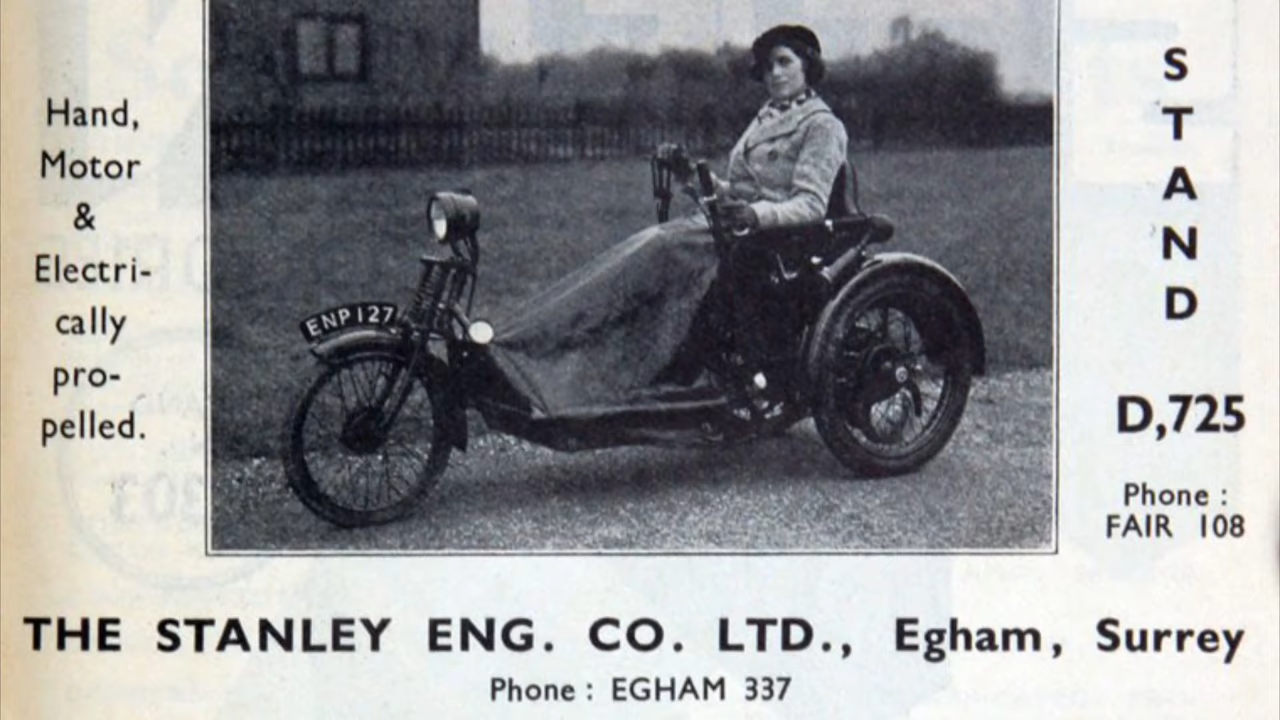 Hand,
Motor
&
Electri-
cally
pro-
pelled.
ENP 127
S
T
A
N
D
D,725
Phone :
FAIR 108
THE STANLEY ENG. CO. LTD., Egham, Surrey
Phone : EGHAM 337